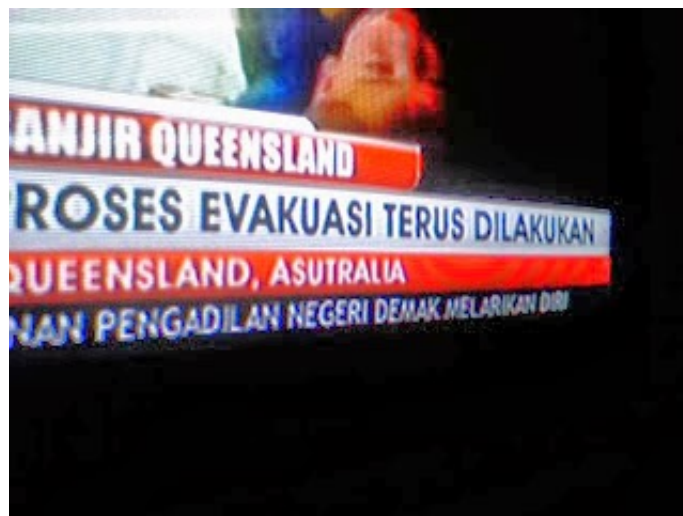 ANJIR QUEENSLAND
ROSES EVAKUASI TERUS DILAKUKAN
QUEENSLAND, ASUTRALIA
NAN PENGADILAN NEGERI DEMAK MELARIKAN DIRI